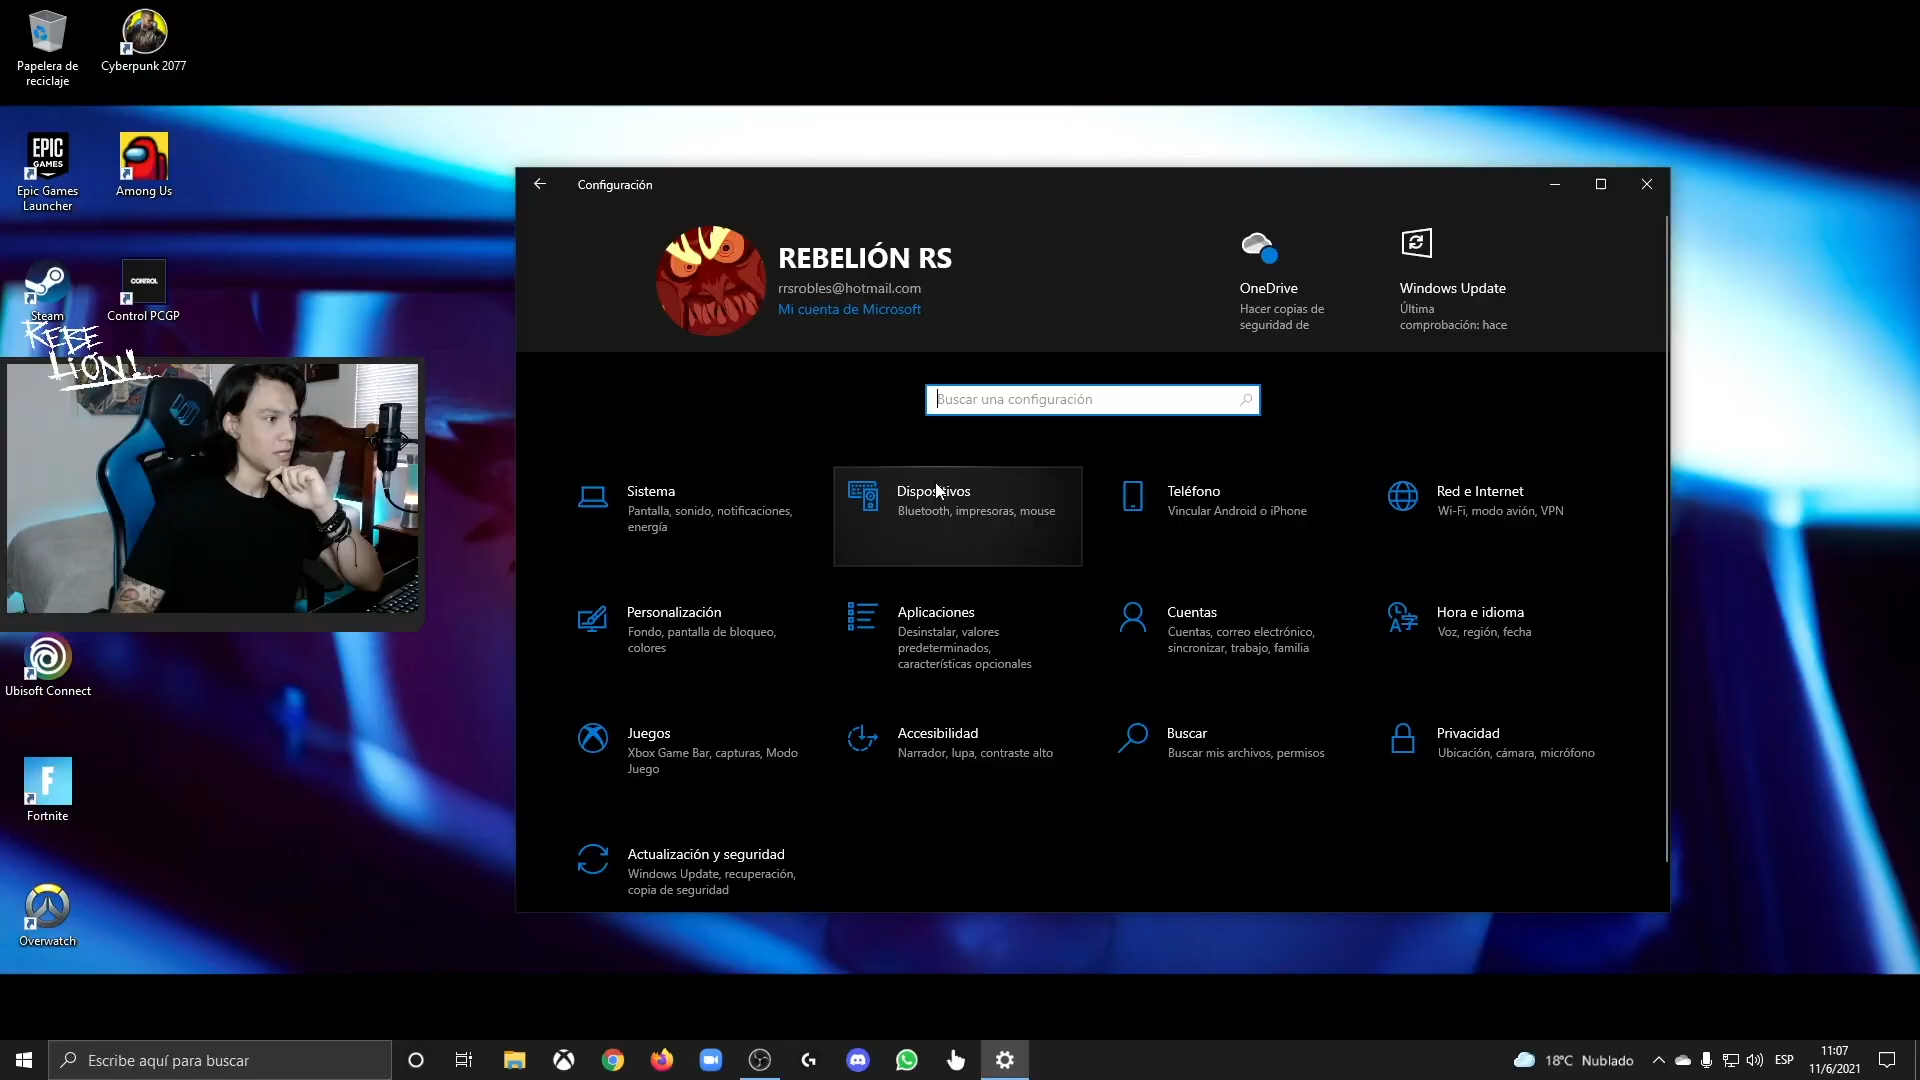 Papelera de
reciclaje
Cyberpunk 2077
EPIC
GAMES
Epic Games
Launcher
Among Us
Steam
CONTROL
Control PCGP
REBE
LIÓN!
Ubisoft Connect
F
Fortnite
Overwatch
Configuración
REBELIÓN RS
rrsrobles@hotmail.com
Mi cuenta de Microsoft
OneDrive
Hacer copias de
seguridad de
Windows Update
Última
comprobación: hace
Buscar una configuración
Sistema
Pantalla, sonido, notificaciones,
energía
Dispositivos
Bluetooth, impresoras, mouse
Teléfono
Vincular Android o iPhone
Red e Internet
Wi-Fi, modo avión, VPN
Personalización
Fondo, pantalla de bloqueo,
colores
Aplicaciones
Desinstalar, valores
predeterminados,
características opcionales
Cuentas
Cuentas, correo electrónico,
sincronizar, trabajo, familia
Hora e idioma
Voz, región, fecha
Juegos
Xbox Game Bar, capturas, Modo
Juego
Accesibilidad
Narrador, lupa, contraste alto
Buscar
Buscar mis archivos, permisos
Privacidad
Ubicación, cámara, micrófono
Actualización y seguridad
Windows Update, recuperación,
copia de seguridad
Escribe aquí para buscar
18°C Nublado
ESP
11:07
11/6/2021